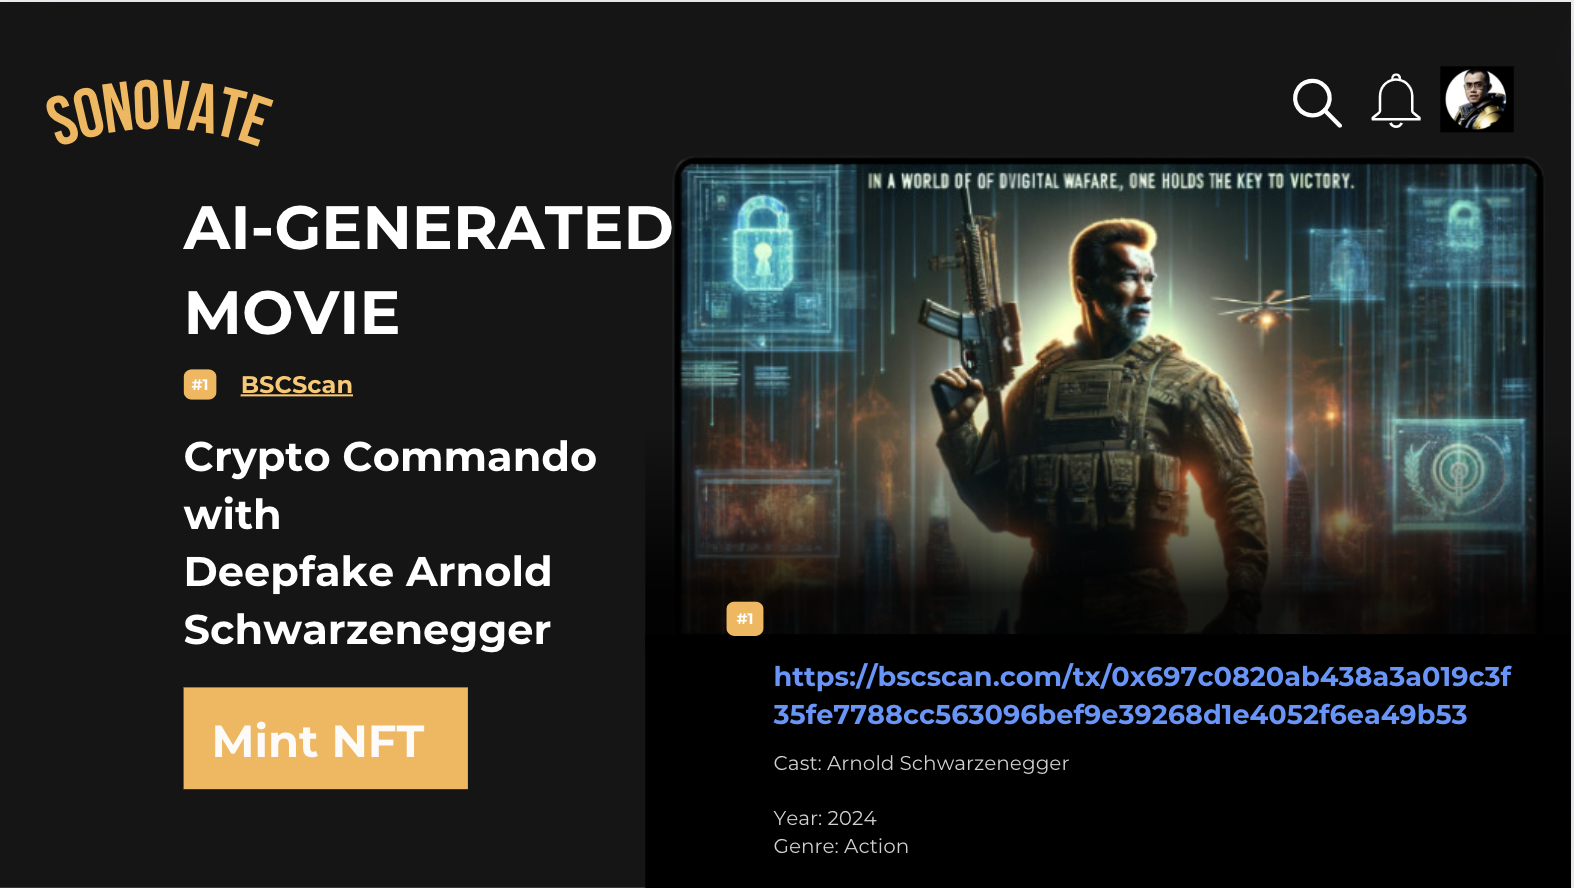 SONOVATE
AI-GENERATED
MOVIE
#1 BSCScan
Crypto Commando
with
Deepfake Arnold
Schwarzenegger
Mint NFT
IN A WORLD OF OF DVIGITAL WAFARE, ONE HOLDS THE KEY TO VICTORY.
#1
https://bscscan.com/tx/0x697c0820ab438a3a019c3f
35fe7788cc563096bef9e39268d1e4052f6ea49b53
Cast: Arnold Schwarzenegger
Year: 2024
Genre: Action